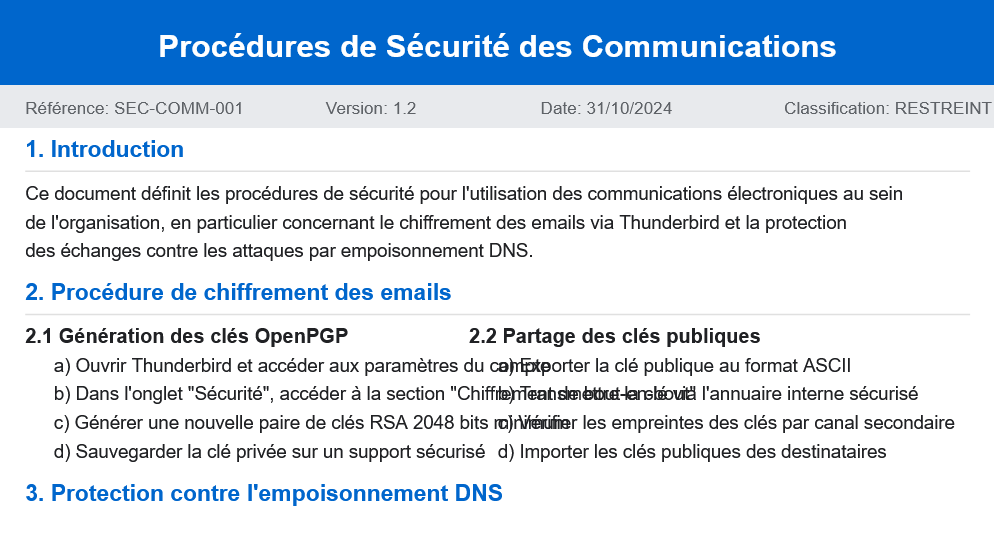 Procédures de Sécurité des Communications
Référence: SEC-COMM-001 Version: 1.2 Date: 31/10/2024 Classification: RESTREINT
1. Introduction
Ce document définit les procédures de sécurité pour l'utilisation des communications électroniques au sein
de l'organisation, en particulier concernant le chiffrement des emails via Thunderbird et la protection
des échanges contre les attaques par empoisonnement DNS.
2. Procédure de chiffrement des emails
2.1 Génération des clés OpenPGP
a) Ouvrir Thunderbird et accéder aux paramètres du compte
b) Dans l'onglet "Sécurité", accéder à la section "Chiffrement de bout-en-bout"
c) Générer une nouvelle paire de clés RSA 2048 bits minimum
d) Sauvegarder la clé privée sur un support sécurisé
2.2 Partage des clés publiques
a) Exporter la clé publique au format ASCII
b) Transmettre la clé via l'annuaire interne sécurisé
c) Vérifier les empreintes des clés par canal secondaire
d) Importer les clés publiques des destinataires
3. Protection contre l'empoisonnement DNS